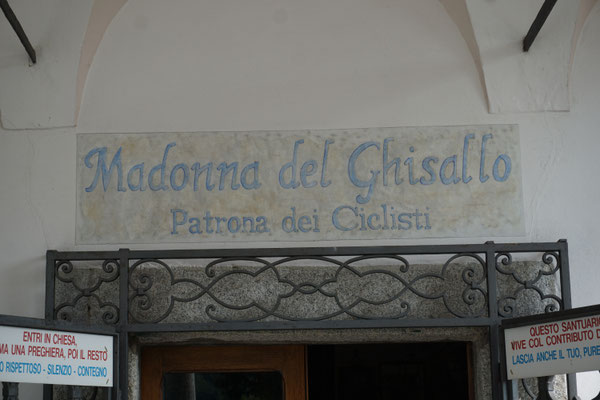 Madonna del Ghisallo
Patrona dei Ciclisti
ENTRI IN CHIESA,
MA UNA PREGHIERA, POI IL RESTÒ
RISPETTOSO - SILENZIO - CONTEGNO
QUESTO SANTUARIO
VIVE COL CONTRIBUTO
LASCIA ANCHE IL TUO, PURE